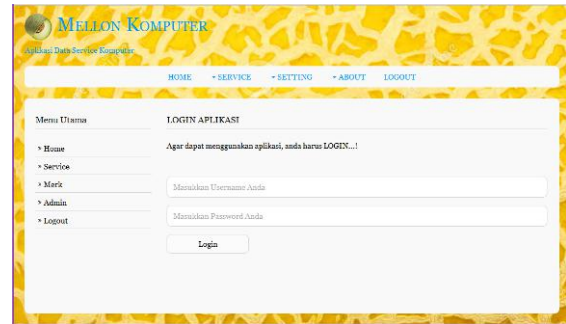 MELLON KOMPUTER
Aplikasi Data Service Komputer
HOME SERVICE SETTING ABOUT LOGOUT
Menu Utama
> Home
> Service
> Merk
> Admin
> Logout
LOGIN APLIKASI
Agar dapat menggunakan aplikasi, anda harus LOGIN...!
Masukkan Username Anda
Masukkan Password Anda
Login